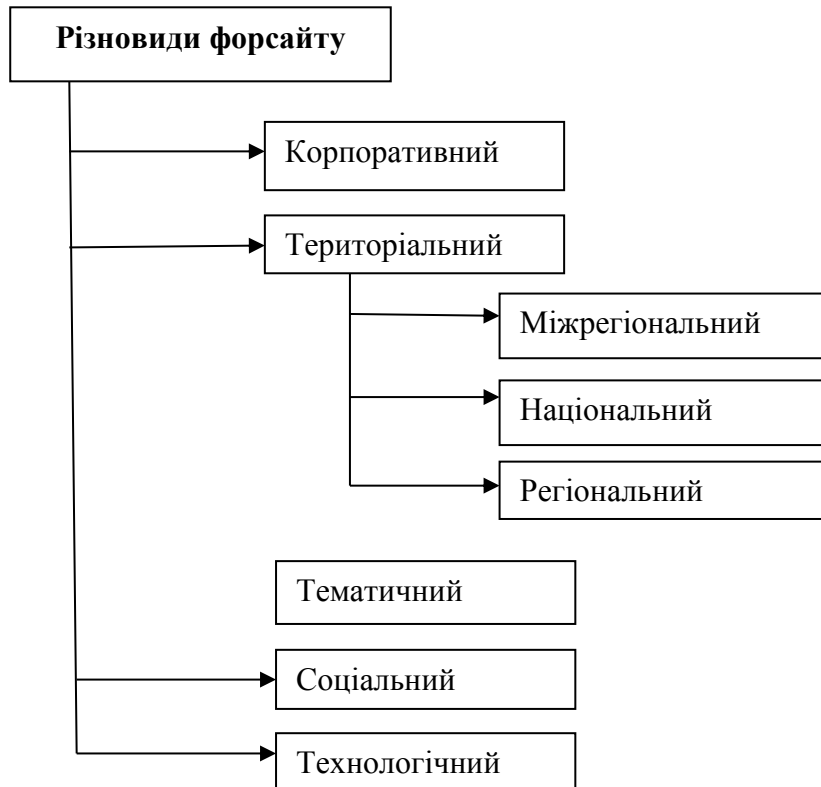 Різновиди форсайту
Корпоративний
Територіальний
Міжрегіональний
Національний
Регіональний
Тематичний
Соціальний
Технологічний